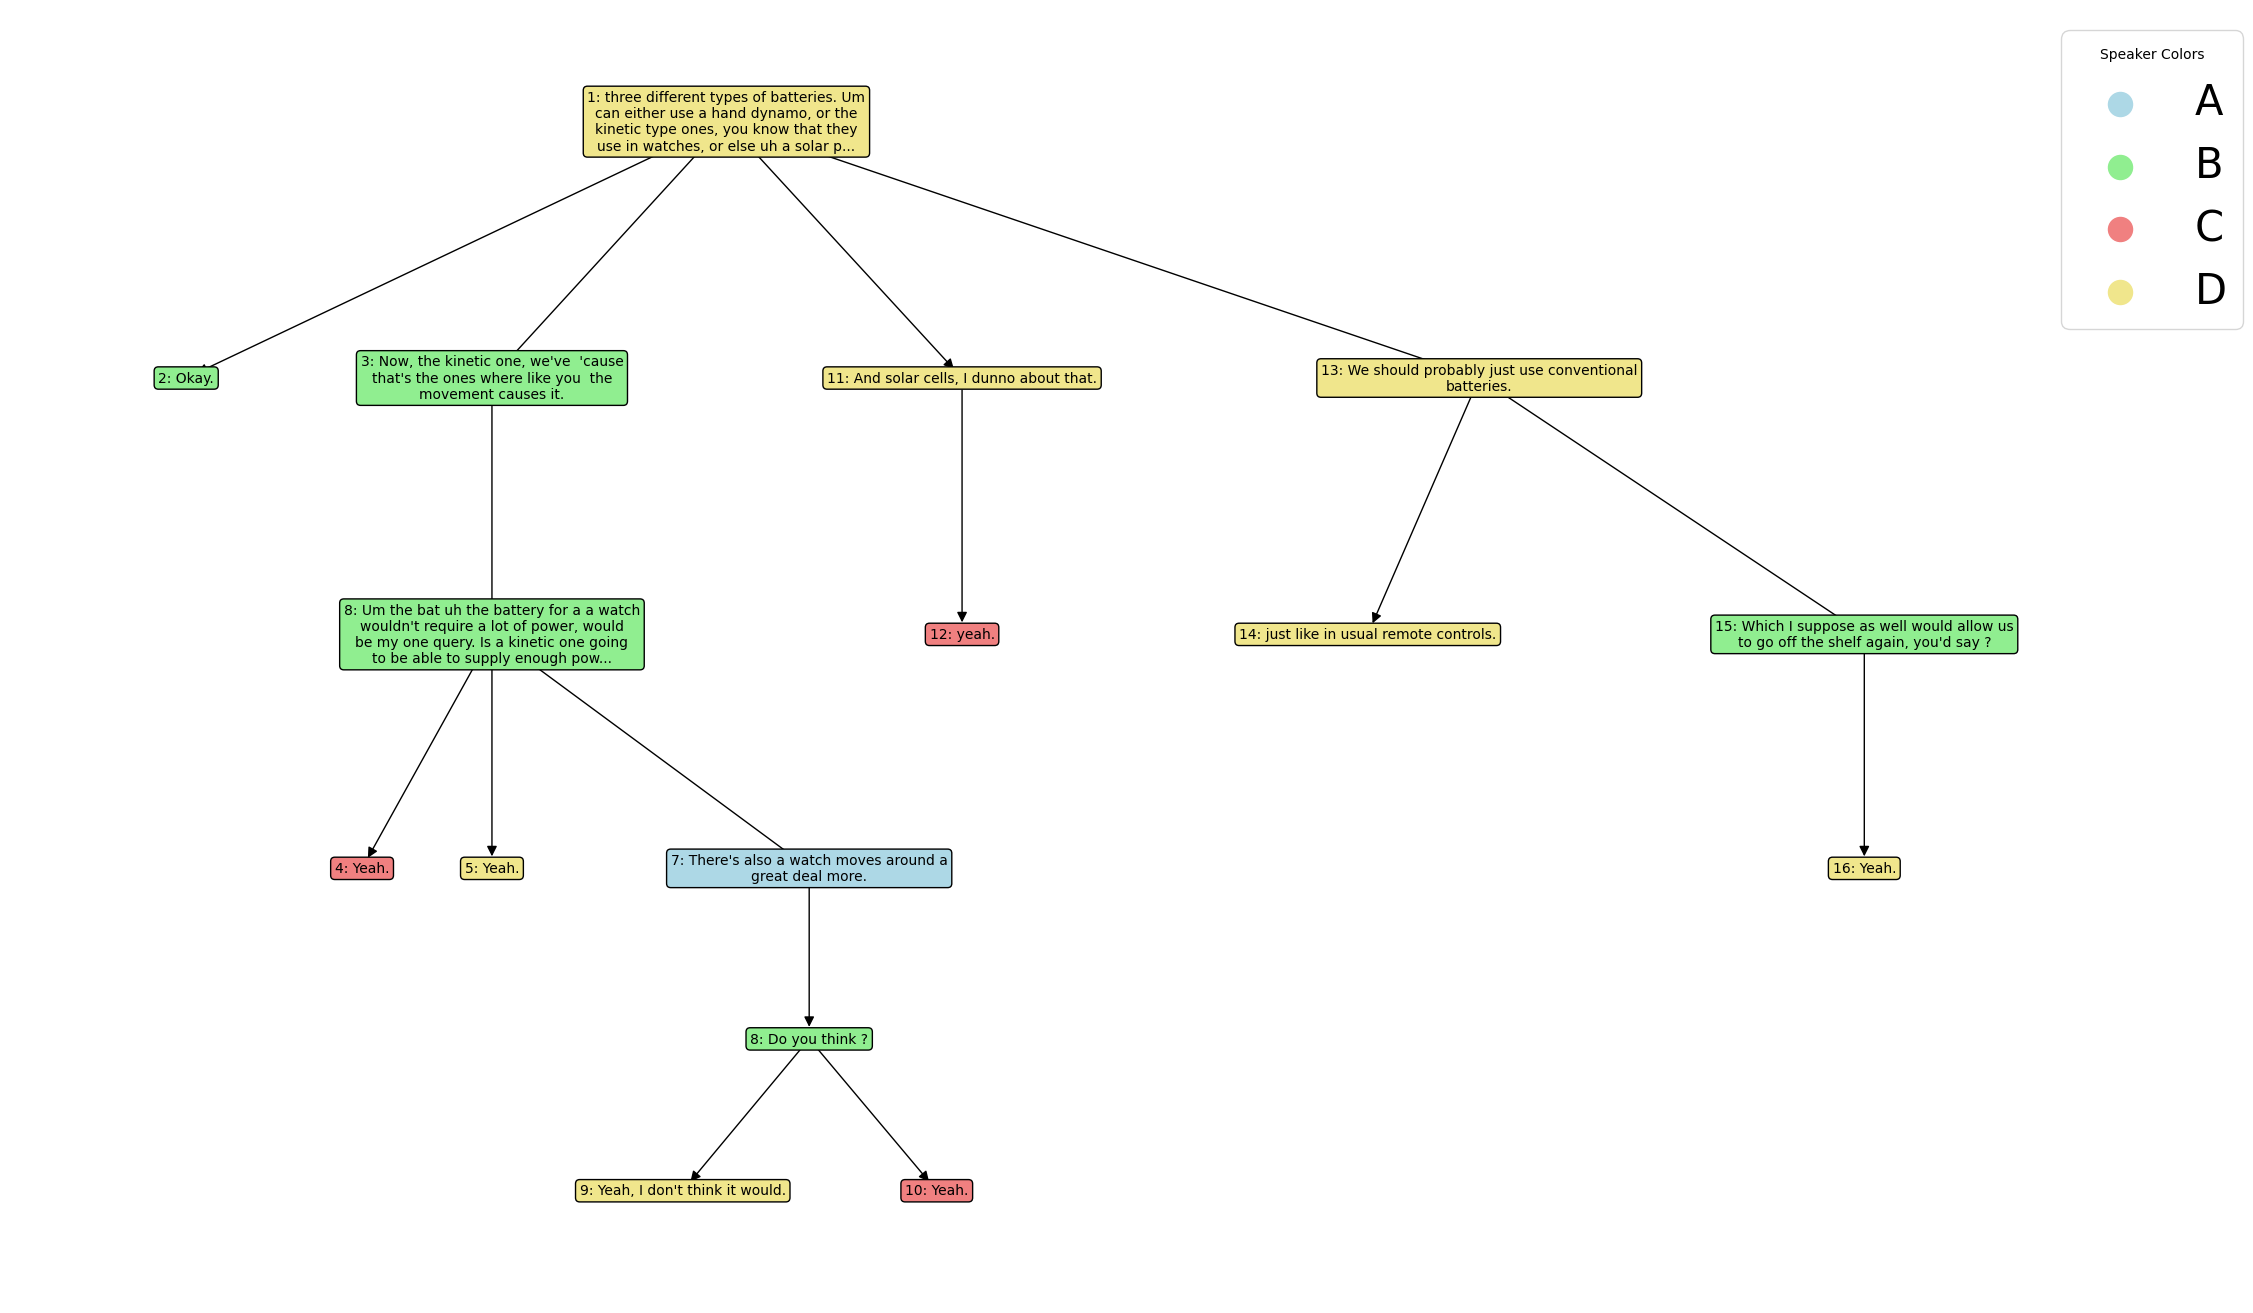 Speaker Colors
A
B
C
D
1: three different types of batteries. Um
can either use a hand dynamo, or the
kinetic type ones, you know that they
use in watches, or else uh a solar p...
2: Okay.
3: Now, the kinetic one, we've  'cause
that's the ones where like you  the
movement causes it.
11: And solar cells, I dunno about that.
13: We should probably just use conventional
batteries.
8: Um the bat uh the battery for a a watch
wouldn't require a lot of power, would
be my one query. Is a kinetic one going
to be able to supply enough pow...
12: yeah.
14: just like in usual remote controls.
15: Which I suppose as well would allow us
to go off the shelf again, you'd say ?
4: Yeah.
5: Yeah.
7: There's also a watch moves around a
great deal more.
16: Yeah.
8: Do you think ?
9: Yeah, I don't think it would.
10: Yeah.